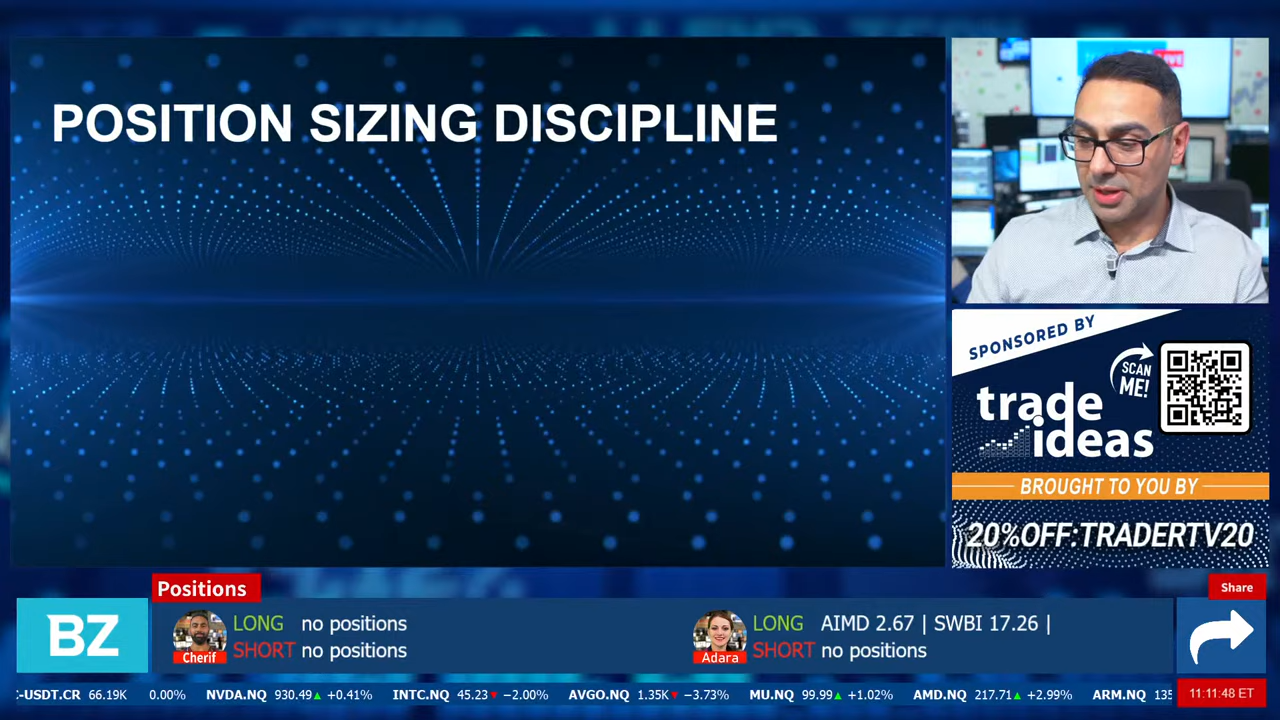 POSITION SIZING DISCIPLINE
LIVE
SPONSORED BY
SCAN
ME!
trade
ideas
BROUGHT TO YOU BY
20%OFF:TRADERTV20
Positions
Share
BZ
Cherif
LONG no positions
SHORT no positions
Adara
LONG AIMD 2.67 | SWBI 17.26 |
SHORT no positions
C-USDT.CR 66.19K 0.00% NVDA.NQ 930.49▲ +0.41% INTC.NQ 45.23▼ −2.00% AVGO.NQ 1.35K▼ −3.73% MU.NQ 99.99▲ +1.02% AMD.NQ 217.71▲ +2.99% ARM.NQ 135
11:11:48 ET